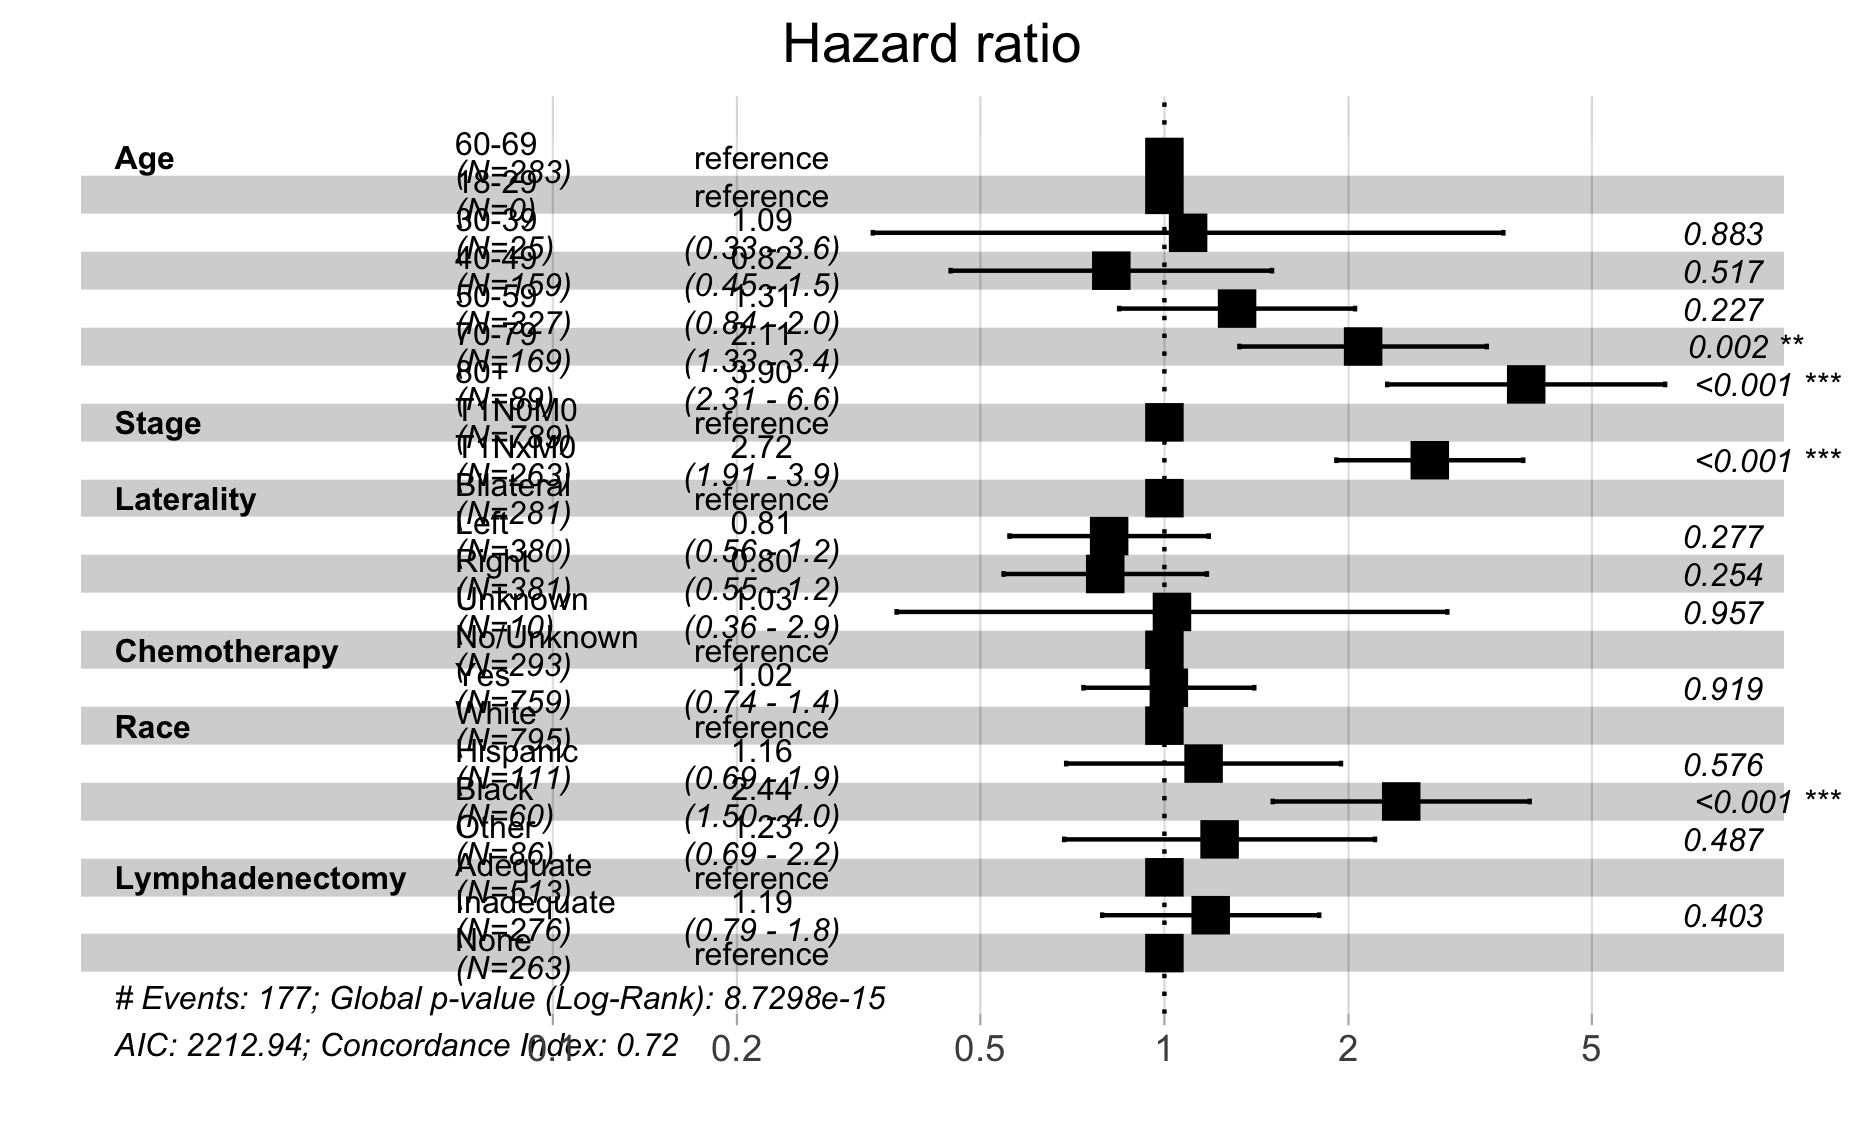 Hazard ratio
Age
60-69
(N=283)
reference
18-29
(N=0)
reference
30-39
(N=25)
1.09
(0.33 - 3.6)
0.883
40-49
(N=159)
0.82
(0.45 - 1.5)
0.517
50-59
(N=327)
1.31
(0.84 - 2.0)
0.227
70-79
(N=169)
2.11
(1.33 - 3.4)
0.002 **
80+
(N=89)
3.90
(2.31 - 6.6)
<0.001 ***
Stage
T1N0M0
(N=789)
reference
T1NxM0
(N=263)
2.72
(1.91 - 3.9)
<0.001 ***
Laterality
Bilateral
(N=281)
reference
Left
(N=380)
0.81
(0.56 - 1.2)
0.277
Right
(N=381)
0.80
(0.55 - 1.2)
0.254
Unknown
(N=10)
1.03
(0.36 - 2.9)
0.957
Chemotherapy
No/Unknown
(N=293)
reference
Yes
(N=759)
1.02
(0.74 - 1.4)
0.919
Race
White
(N=795)
reference
Hispanic
(N=111)
1.16
(0.69 - 1.9)
0.576
Black
(N=60)
2.44
(1.50 - 4.0)
<0.001 ***
Other
(N=86)
1.23
(0.69 - 2.2)
0.487
Lymphadenectomy
Adequate
(N=513)
reference
Inadequate
(N=276)
1.19
(0.79 - 1.8)
0.403
None
(N=263)
reference
# Events: 177; Global p-value (Log-Rank): 8.7298e-15
AIC: 2212.94; Concordance Index: 0.72
0.1 0.2 0.5 1 2 5